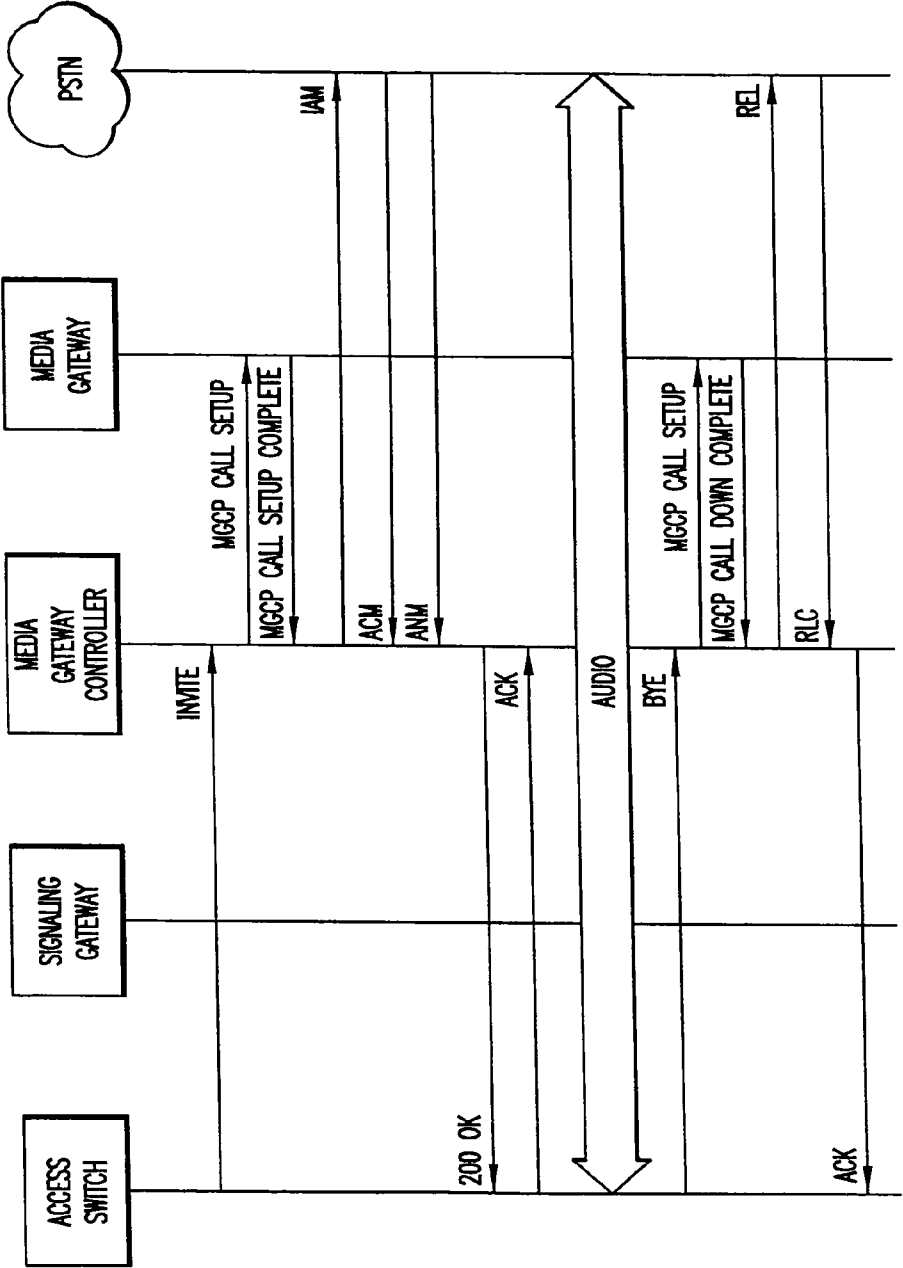 ACCESS
SWITCH
SIGNALING
GATEWAY
MEDIA
GATEWAY
CONTROLLER
MEDIA
GATEWAY
PSTN
INVITE
MGCP CALL SETUP
MGCP CALL SETUP COMPLETE
IAM
ACM
ANM
200 OK
ACK
AUDIO
BYE
MGCP CALL SETUP
MGCP CALL DOWN COMPLETE
REL
RLC
ACK